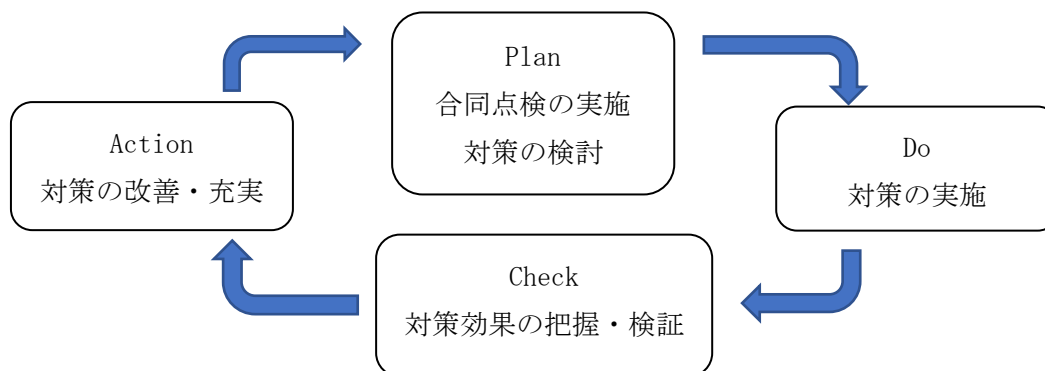 Plan
合同点検の実施
対策の検討
Do
対策の実施
Check
対策効果の把握・検証
Action
対策の改善・充実